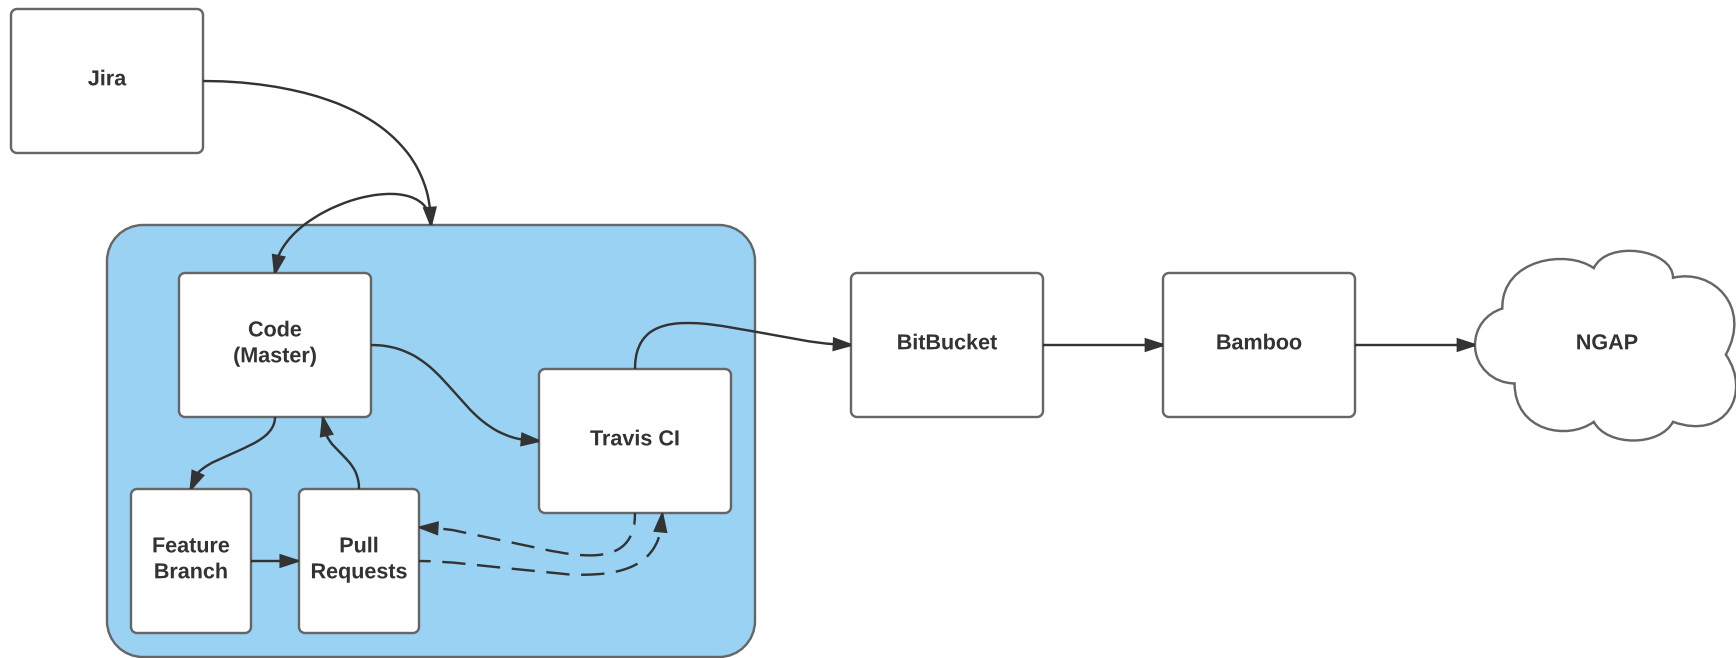 Jira
Code
(Master)
BitBucket
Bamboo
NGAP
Travis CI
Feature
Branch
Pull
Requests